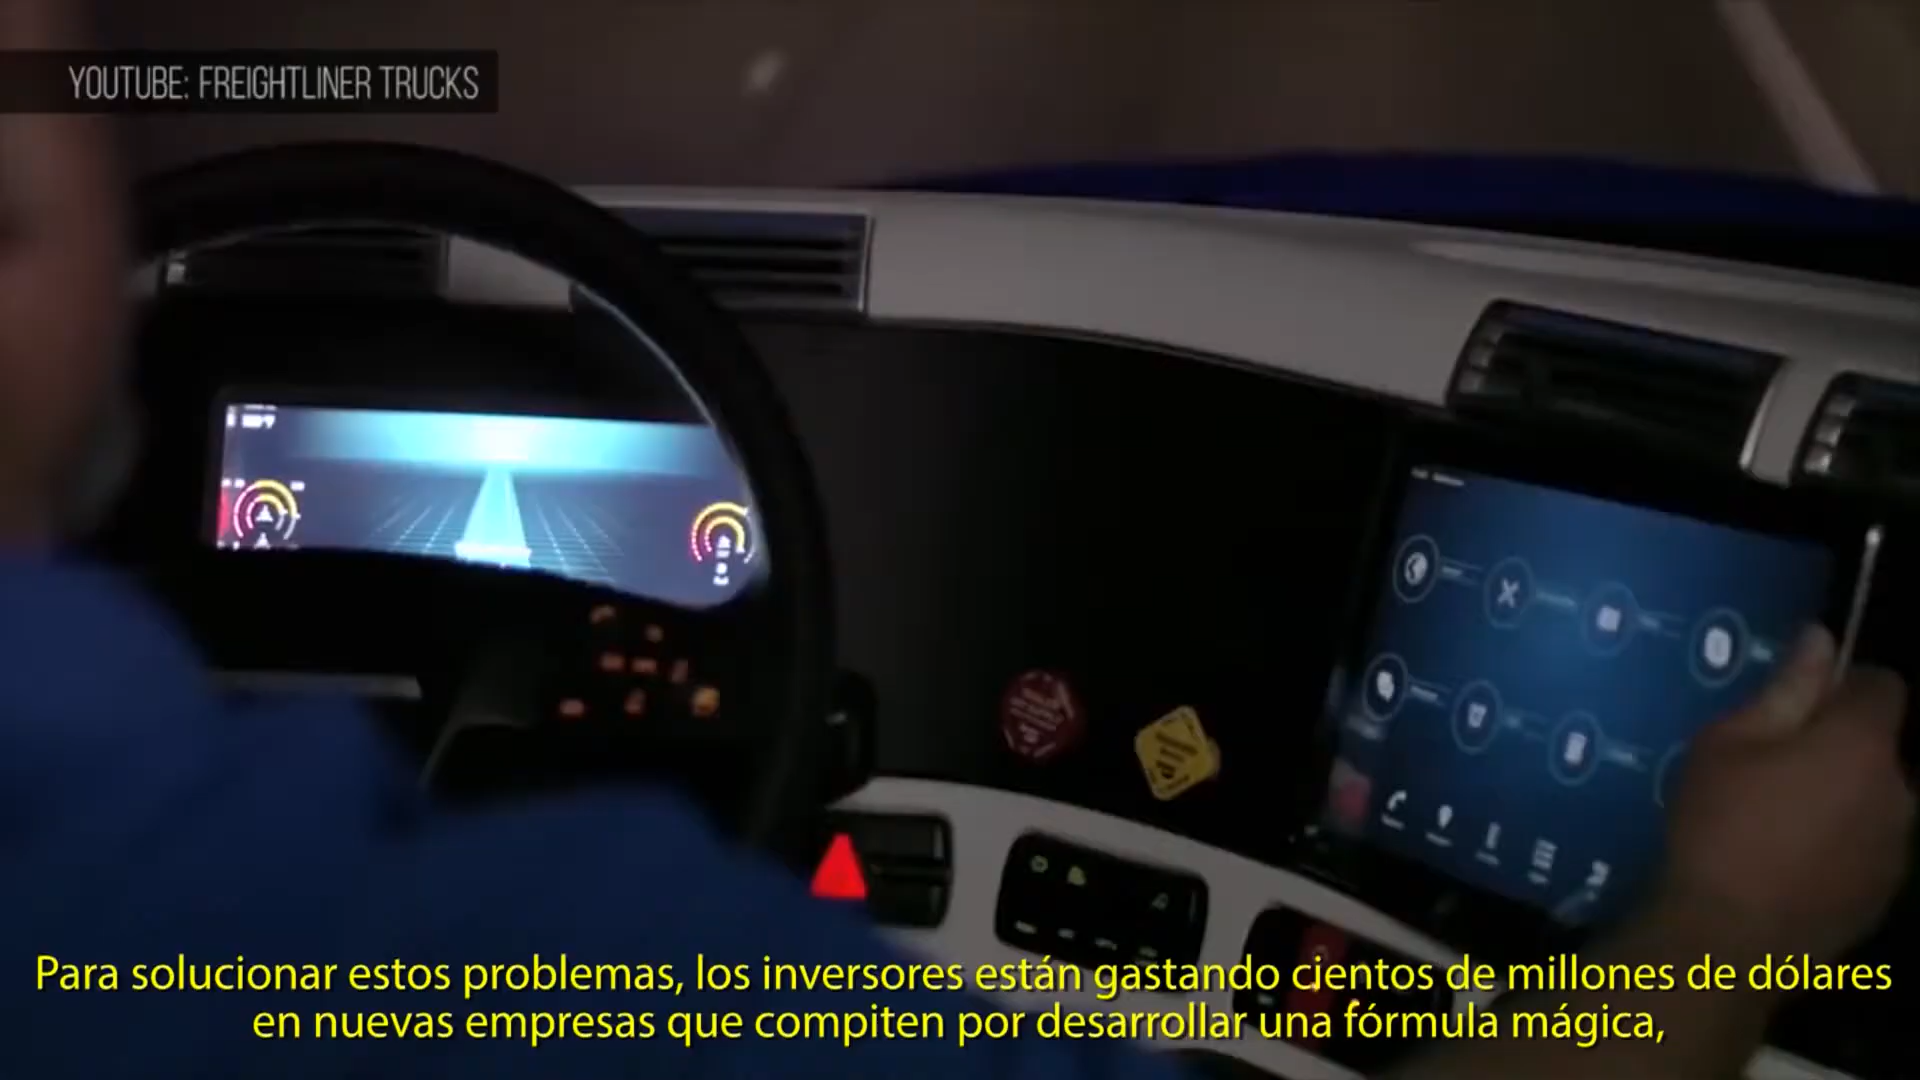 YOUTUBE: FREIGHTLINER TRUCKS
Para solucionar estos problemas, los inversores están gastando cientos de millones de dólares
en nuevas empresas que compiten por desarrollar una fórmula mágica,